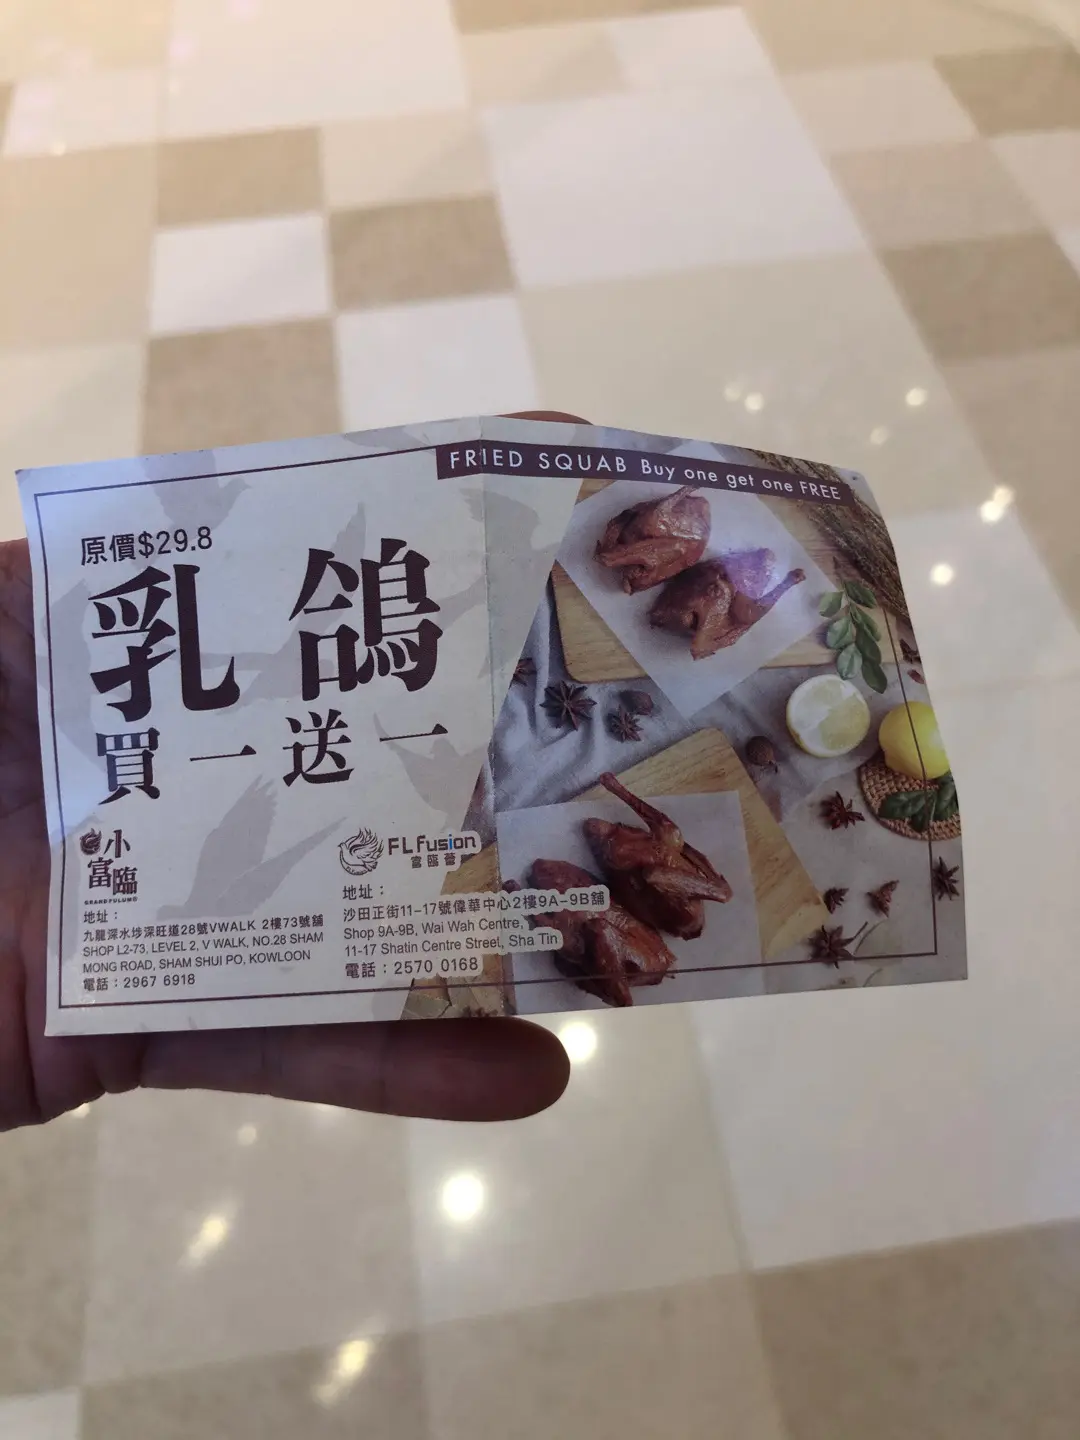 FRIED SQUAB Buy one get one FREE
原價$29.8
乳鴿
買一送一
小富臨
GRAND FULUMO
地址：
九龍深水埗深旺道28號VWALK 2樓73號舖
SHOP L2-73, LEVEL 2, V WALK, NO.28 SHAM
MONG ROAD, SHAM SHUI PO, KOWLOON
電話：2967 6918
FL fusion
富臨薈
地址：
沙田正街11-17號偉華中心2樓9A-9B舖
Shop 9A-9B, Wai Wah Centre,
11-17 Shatin Centre Street, Sha Tin
電話：2570 0168